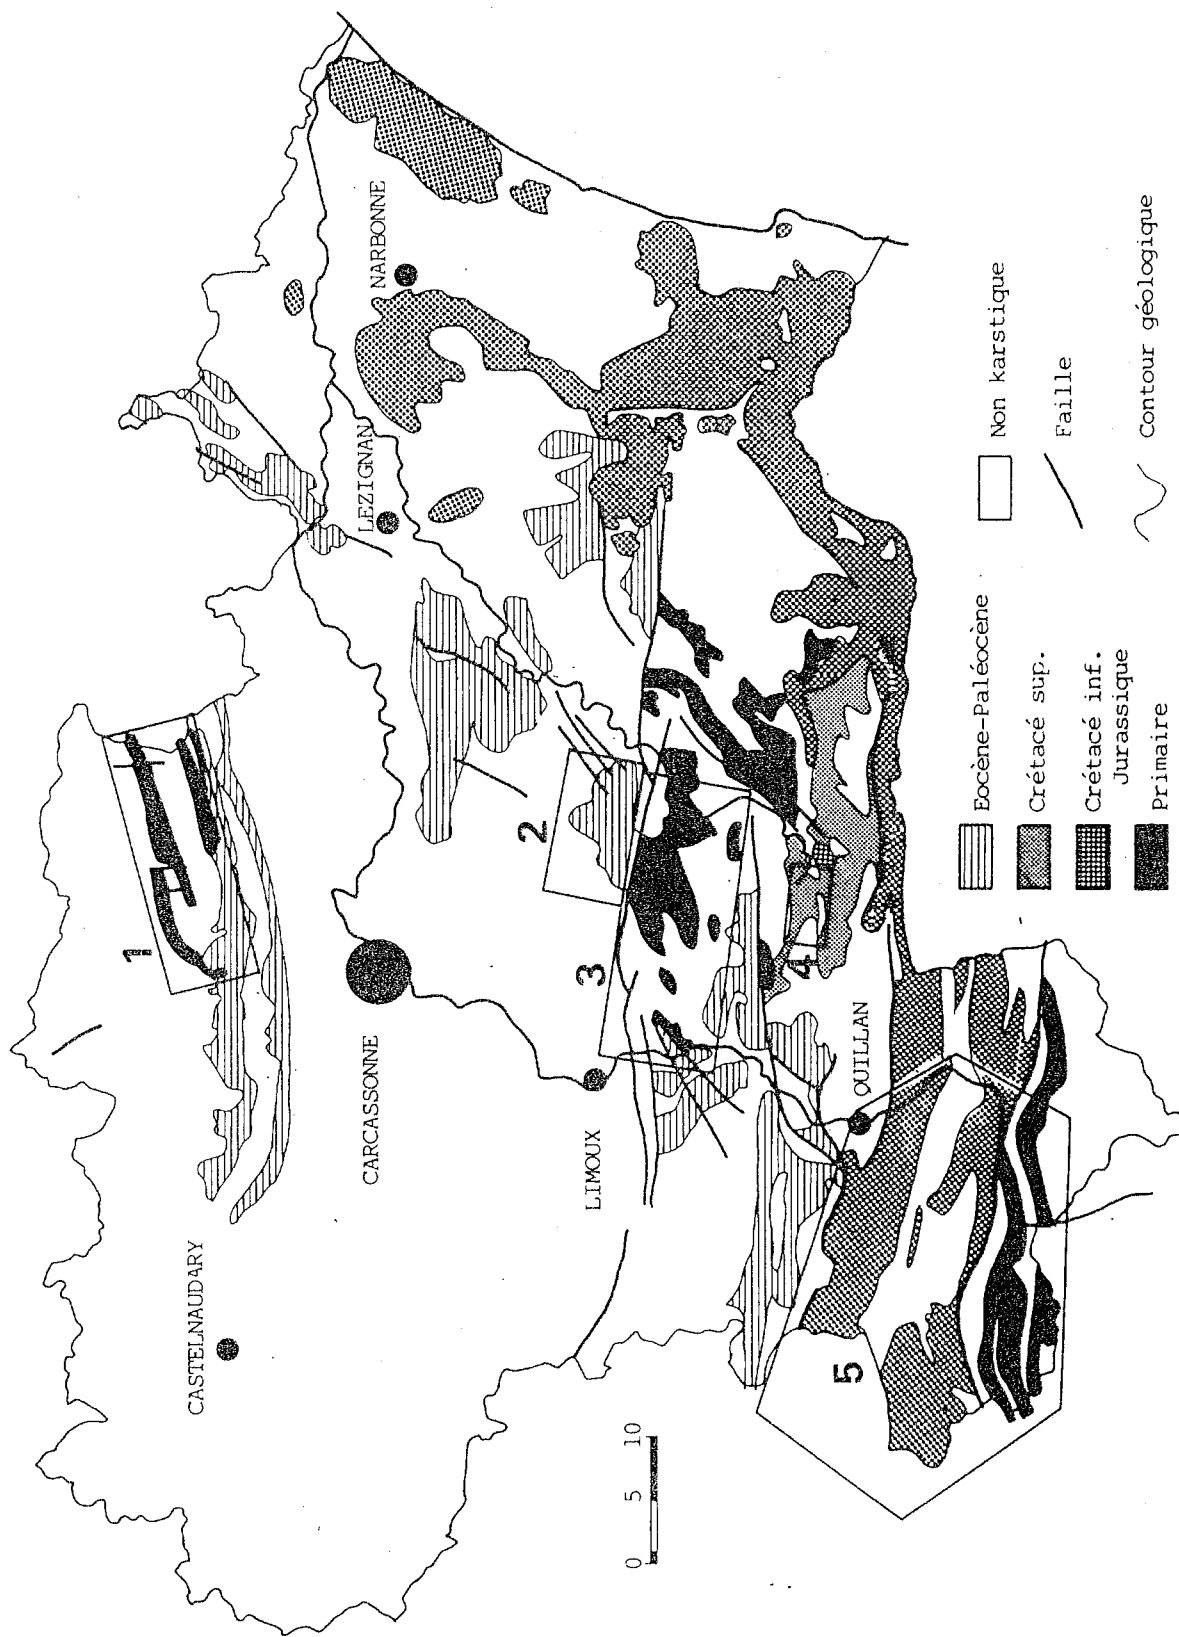 CASTELNAUDARY
CARCASSONNE
LEZIGNAN
NARBONNE
LIMOUX
QUILLAN
1
2
3
4
5
0 5 10
Eocène-Paléocène
Crétacé sup.
Crétacé inf.
Jurassique
Primaire
Non karstique
Faille
Contour géologique